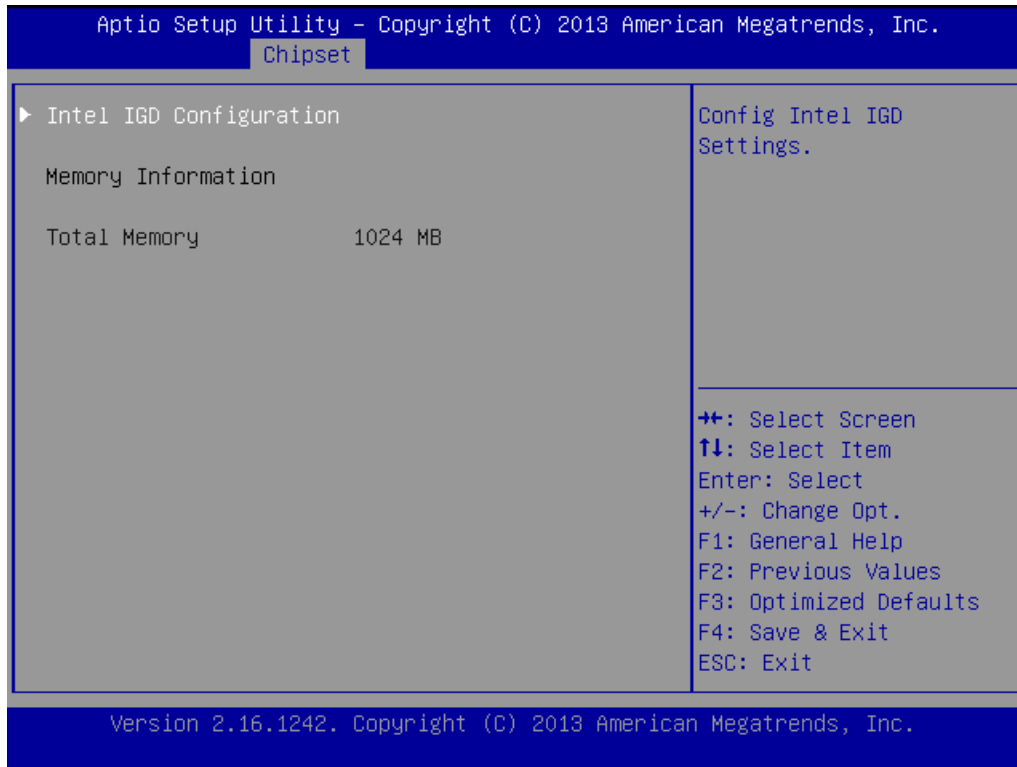 Aptio Setup Utility – Copyright (C) 2013 American Megatrends, Inc.
Chipset
► Intel IGD Configuration
Memory Information
Total Memory 1024 MB
Config Intel IGD
Settings.
→←: Select Screen
↑↓: Select Item
Enter: Select
+/-: Change Opt.
F1: General Help
F2: Previous Values
F3: Optimized Defaults
F4: Save & Exit
ESC: Exit
Version 2.16.1242. Copyright (C) 2013 American Megatrends, Inc.